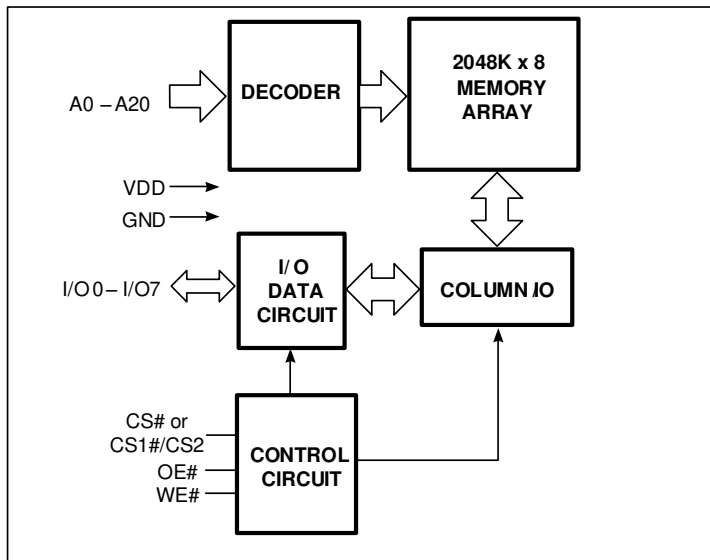 A0 – A20
DECODER
2048K x 8
MEMORY
ARRAY
VDD
GND
I/O0 – I/O7
I/O
DATA
CIRCUIT
COLUMN I/O
CS# or
CS1#/CS2
OE#
WE#
CONTROL
CIRCUIT